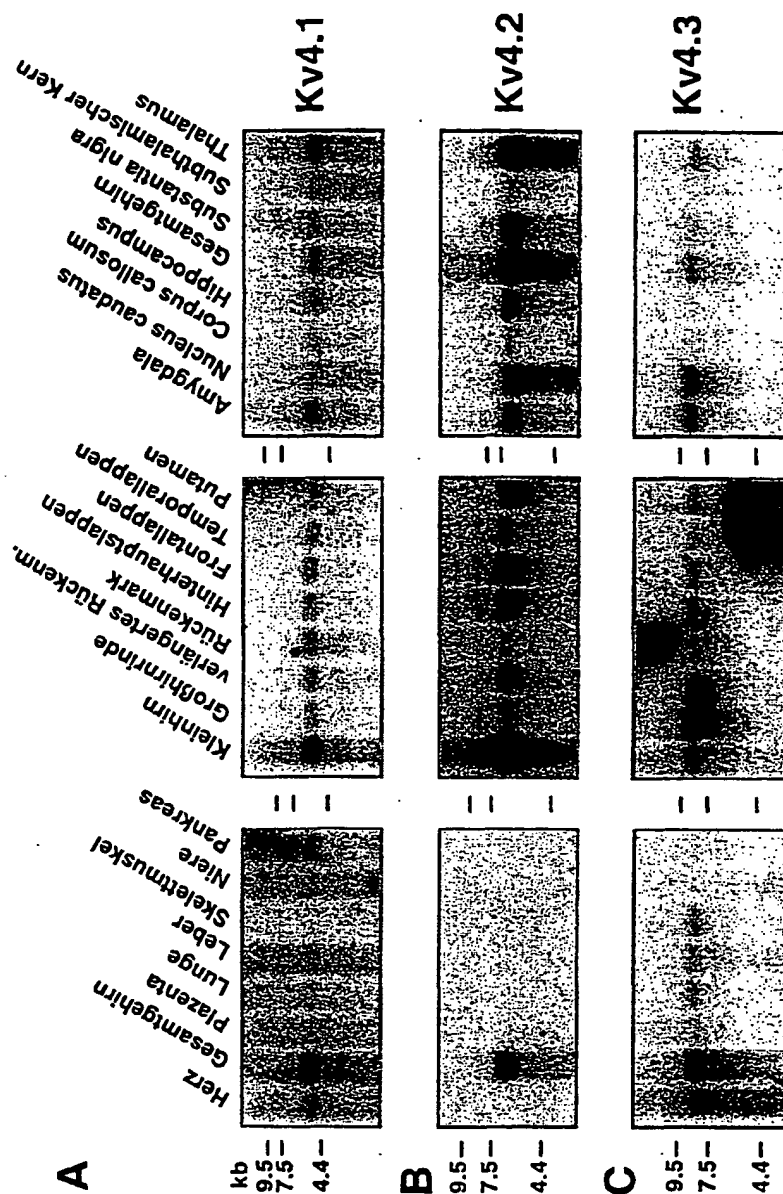 A
kb
9.5
7.5
4.4
Herz
Gesamtgehirn
Plazenta
Lunge
Leber
Skelettmuskel
Niere
Pankreas
Kleinhirn
Großhirnrinde
verlängertes Rückenm.
Rückenmark
Hinterhauptslappen
Frontallappen
Temporallappen
Putamen
Amygdala
Nucleus caudatus
Corpus callosum
Hippocampus
Gesamtgehirn
Substantia nigra
Subthalamischer Kern
Thalamus
Kv4.1
B
9.5
7.5
4.4
Kv4.2
C
9.5
7.5
4.4
Kv4.3